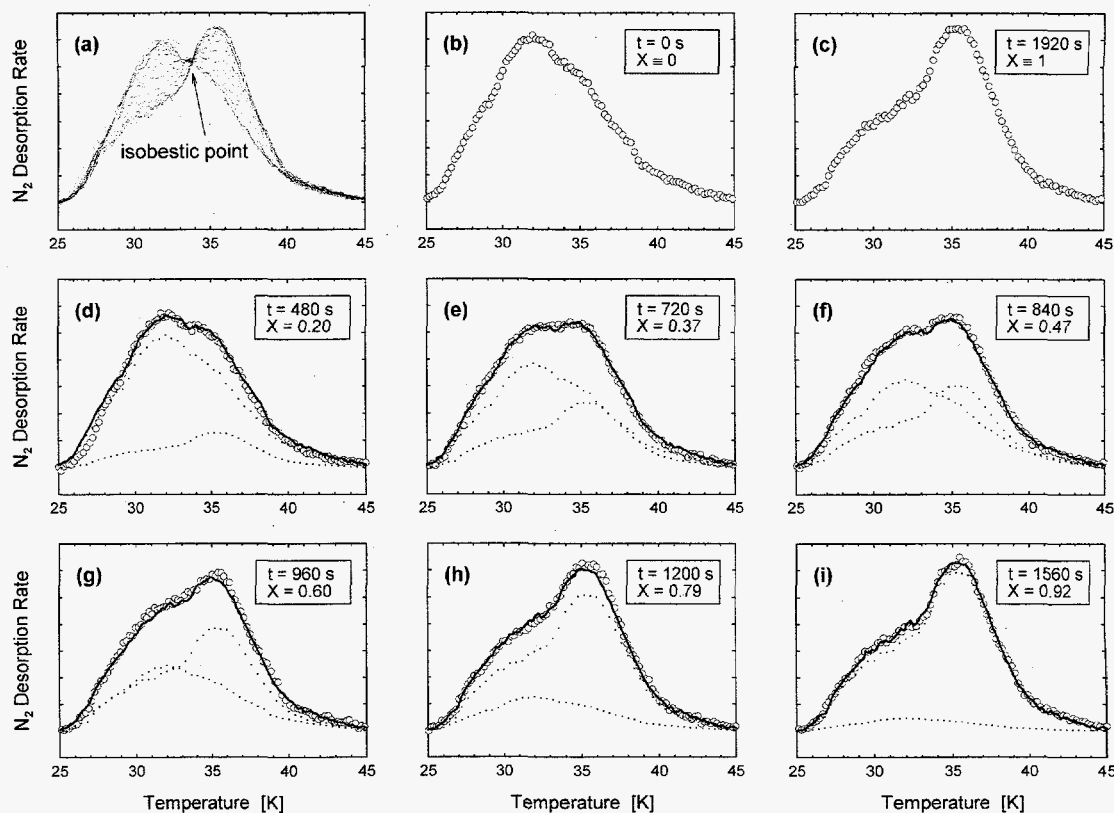 N₂ Desorption Rate
(a)
isobestic point
25 30 35 40 45
(b)
t = 0 s
X ≅ 0
25 30 35 40 45
(c)
t = 1920 s
X ≅ 1
25 30 35 40 45
N₂ Desorption Rate
(d)
t = 480 s
X = 0.20
25 30 35 40 45
(e)
t = 720 s
X = 0.37
25 30 35 40 45
(f)
t = 840 s
X = 0.47
25 30 35 40 45
N₂ Desorption Rate
(g)
t = 960 s
X = 0.60
25 30 35 40 45
Temperature [K]
(h)
t = 1200 s
X = 0.79
25 30 35 40 45
Temperature [K]
(i)
t = 1560 s
X = 0.92
25 30 35 40 45
Temperature [K]